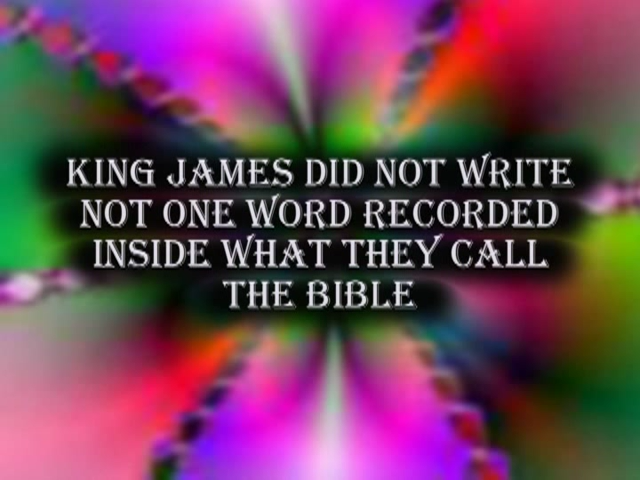 KING JAMES DID NOT WRITE
NOT ONE WORD RECORDED
INSIDE WHAT THEY CALL
THE BIBLE